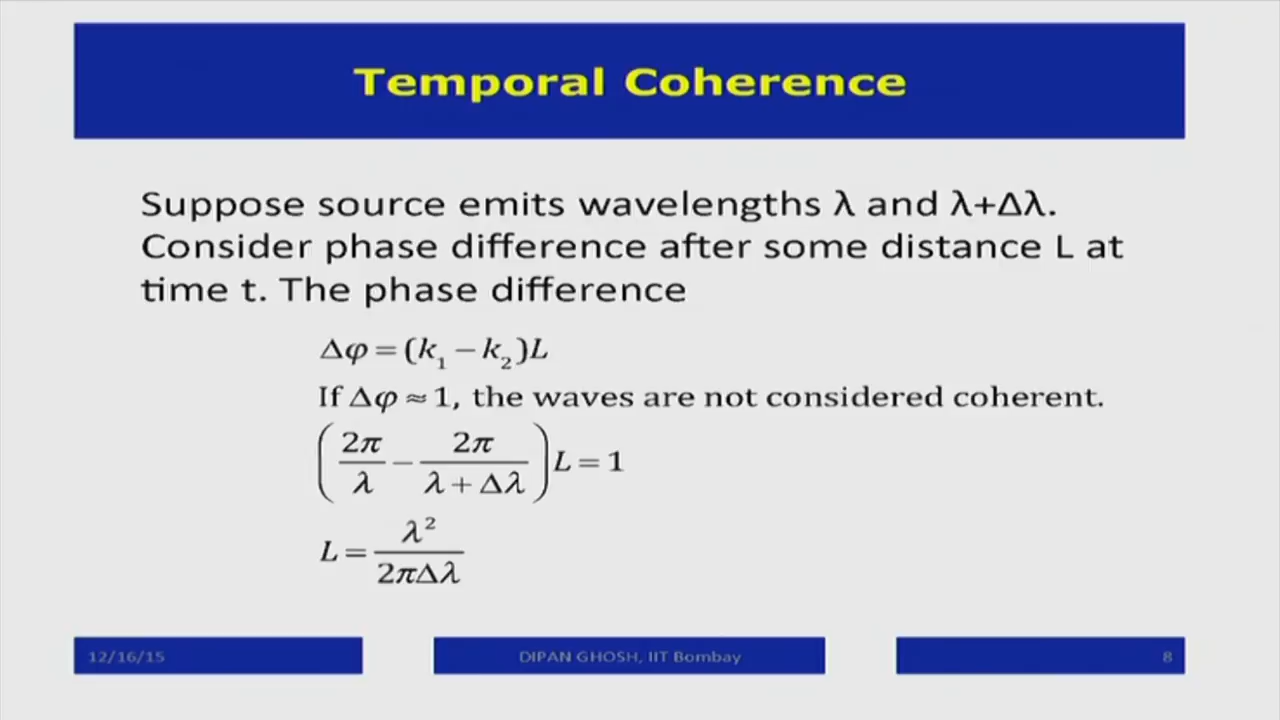 Temporal Coherence
Suppose source emits wavelengths λ and λ+Δλ.
Consider phase difference after some distance L at
time t. The phase difference
Δφ = (k₁ − k₂)L
If Δφ ≈ 1, the waves are not considered coherent.
(2π/λ − 2π/(λ + Δλ))L = 1
L = λ²/(2πΔλ)
12/16/15
DIPAN GHOSH, IIT Bombay
8